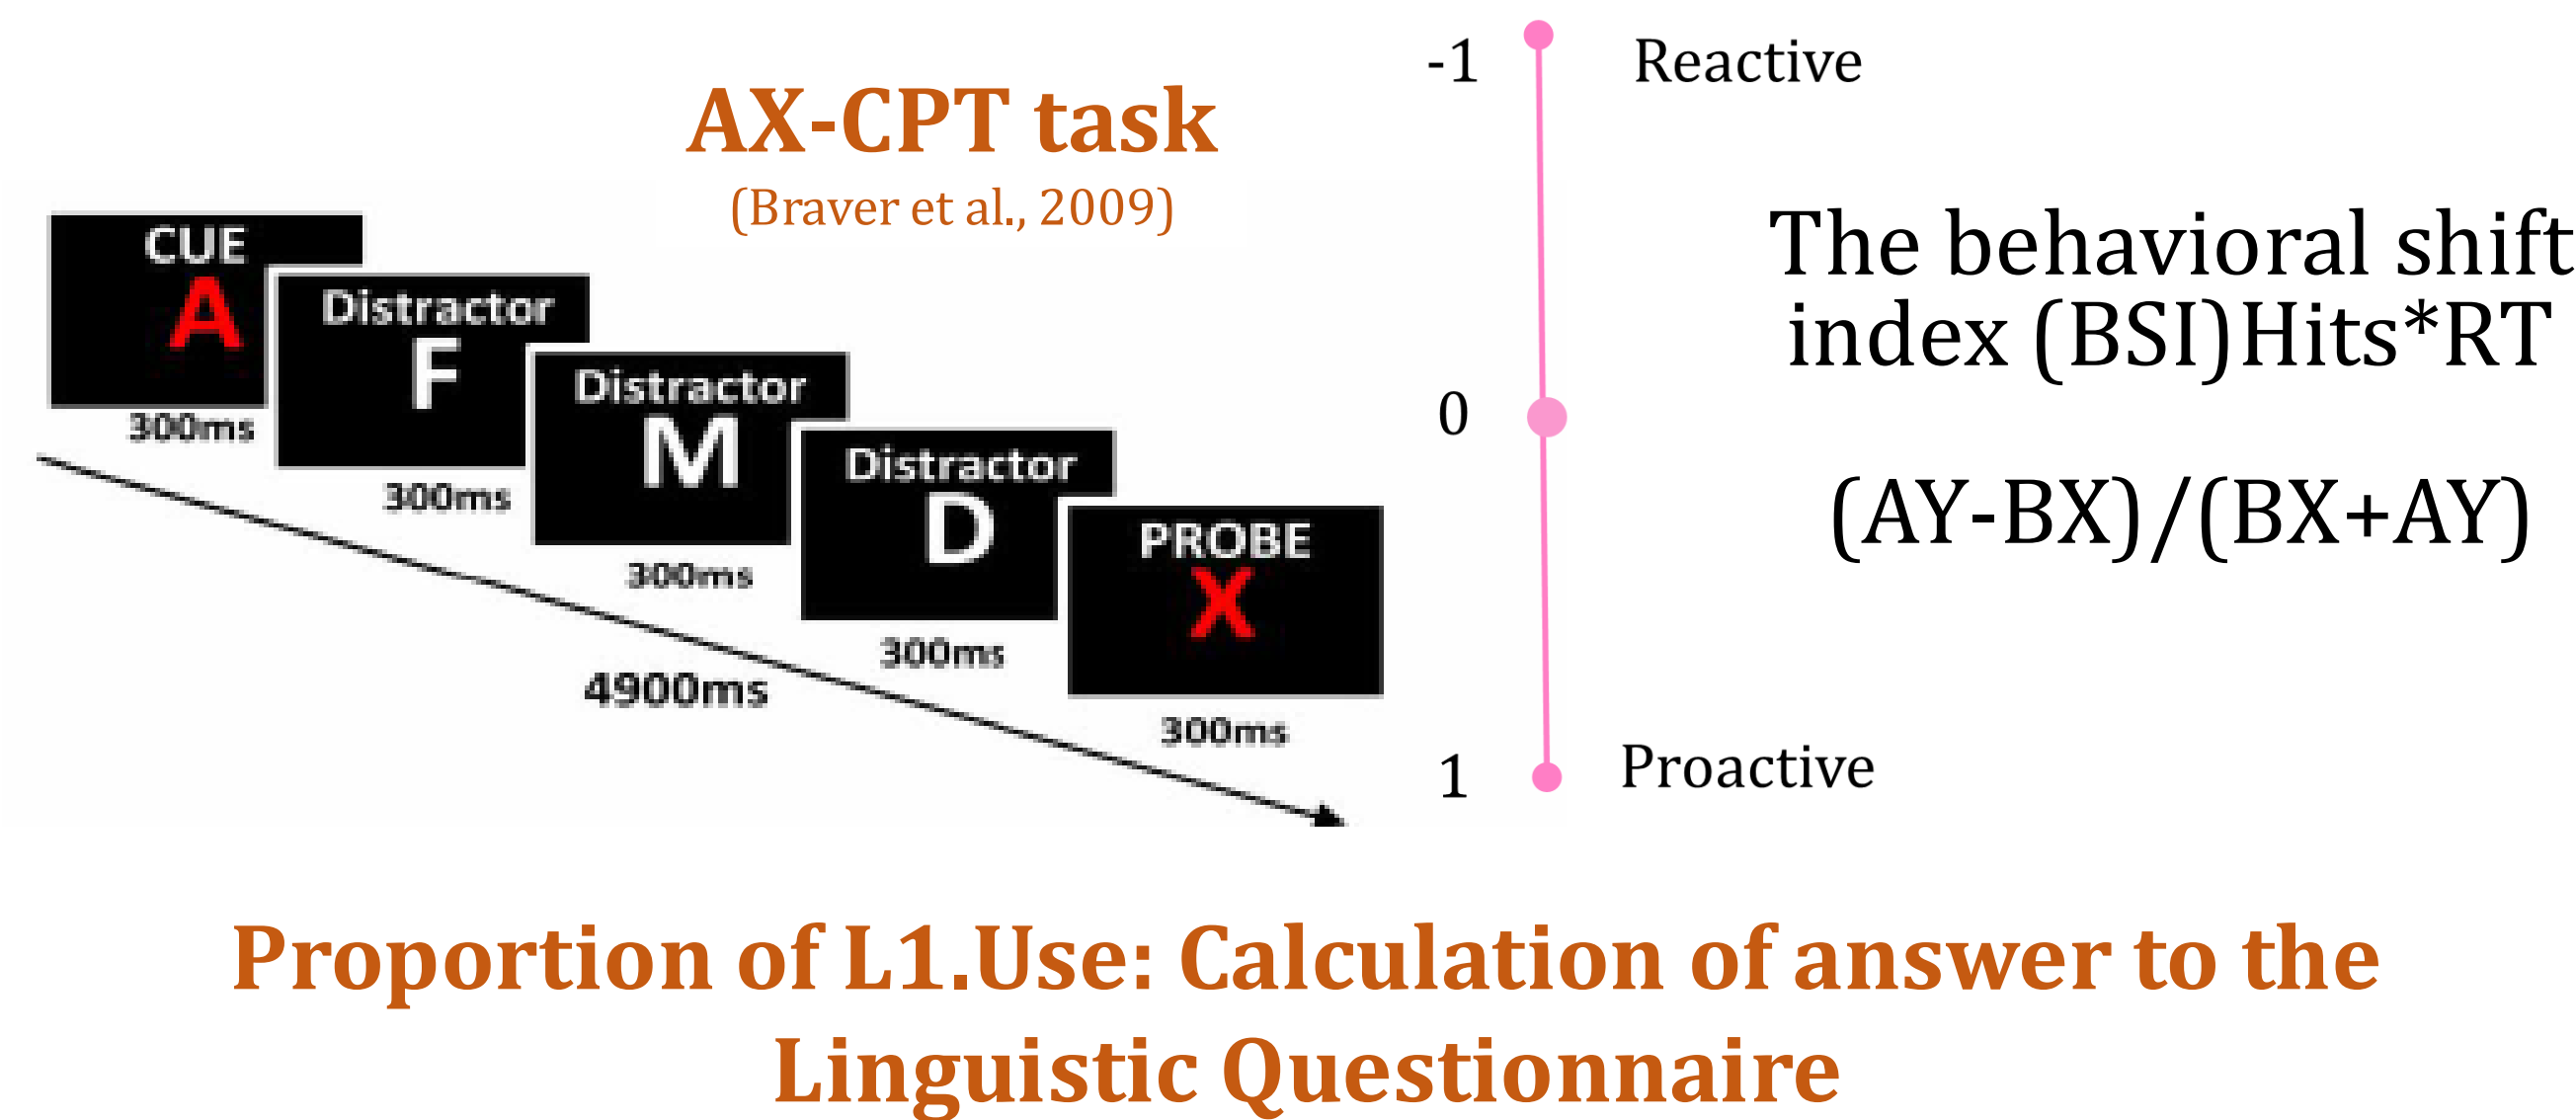 AX-CPT task
(Braver et al., 2009)
CUE
A
300ms
Distractor
F
300ms
Distractor
M
300ms
Distractor
D
300ms
PROBE
X
300ms
4900ms
-1 Reactive
0
1 Proactive
The behavioral shift
index (BSI)Hits*RT
(AY-BX)/(BX+AY)
Proportion of L1.Use: Calculation of answer to the
Linguistic Questionnaire